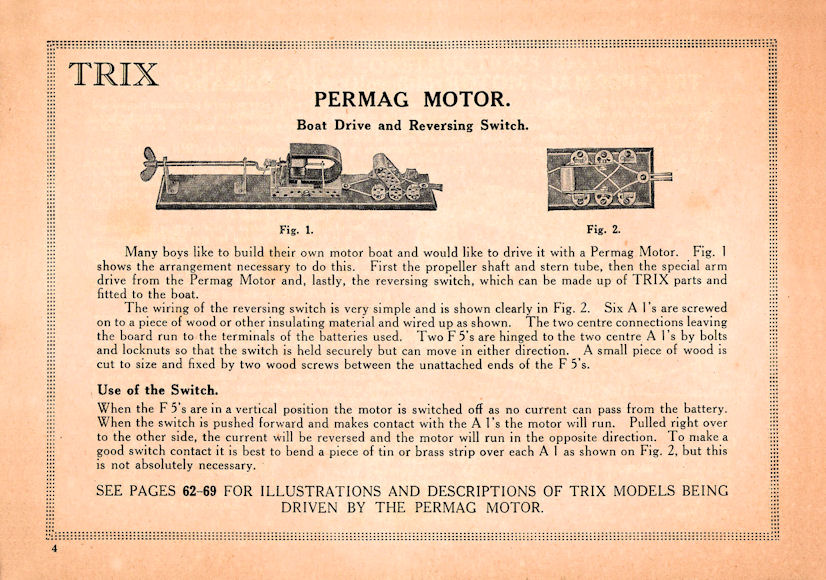 TRIX
PERMAG MOTOR.
Boat Drive and Reversing Switch.
Fig. 1.
Fig. 2.
Many boys like to build their own motor boat and would like to drive it with a Permag Motor. Fig. 1
shows the arrangement necessary to do this. First the propeller shaft and stern tube, then the special arm
drive from the Permag Motor and, lastly, the reversing switch, which can be made up of TRIX parts and
fitted to the boat.
The wiring of the reversing switch is very simple and is shown clearly in Fig. 2. Six A 1's are screwed
on to a piece of wood or other insulating material and wired up as shown. The two centre connections leaving
the board run to the terminals of the batteries used. Two F 5's are hinged to the two centre A 1's by bolts
and locknuts so that the switch is held securely but can move in either direction. A small piece of wood is
cut to size and fixed by two wood screws between the unattached ends of the F 5's.
Use of the Switch.
When the F 5's are in a vertical position the motor is switched off as no current can pass from the battery.
When the switch is pushed forward and makes contact with the A 1's the motor will run. Pulled right over
to the other side, the current will be reversed and the motor will run in the opposite direction. To make a
good switch contact it is best to bend a piece of tin or brass strip over each A 1 as shown on Fig. 2, but this
is not absolutely necessary.
SEE PAGES 62–69 FOR ILLUSTRATIONS AND DESCRIPTIONS OF TRIX MODELS BEING
DRIVEN BY THE PERMAG MOTOR.
4